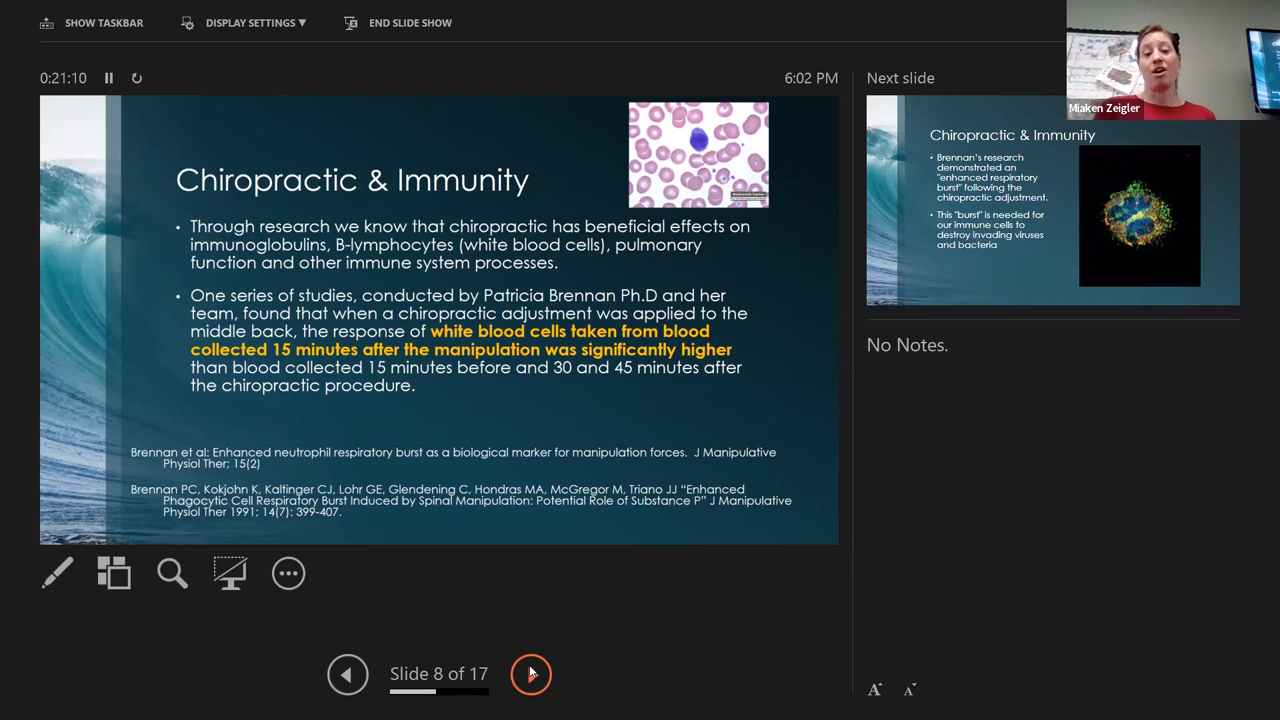 SHOW TASKBAR
DISPLAY SETTINGS ▼
END SLIDE SHOW
0:21:10
6:02 PM
Chiropractic & Immunity
• Through research we know that chiropractic has beneficial effects on
immunoglobulins, B-lymphocytes (white blood cells), pulmonary
function and other immune system processes.
• One series of studies, conducted by Patricia Brennan Ph.D and her
team, found that when a chiropractic adjustment was applied to the
middle back, the response of white blood cells taken from blood
collected 15 minutes after the manipulation was significantly higher
than blood collected 15 minutes before and 30 and 45 minutes after
the chiropractic procedure.
Brennan et al: Enhanced neutrophil respiratory burst as a biological marker for manipulation forces. J Manipulative
Physiol Ther; 15(2)
Brennan PC, Kokjohn K, Kaltinger CJ, Lohr GE, Glendening C, Hondras MA, McGregor M, Triano JJ “Enhanced
Phagocytic Cell Respiratory Burst Induced by Spinal Manipulation: Potential Role of Substance P” J Manipulative
Physiol Ther 1991; 14(7): 399-407.
Slide 8 of 17
Next slide
Miaken Zeigler
Chiropractic & Immunity
• Brennan’s research
demonstrated an
"enhanced respiratory
burst" following the
chiropractic adjustment.
• This "burst" is needed for
our immune cells to
destroy invading viruses
and bacteria
No Notes.
A A